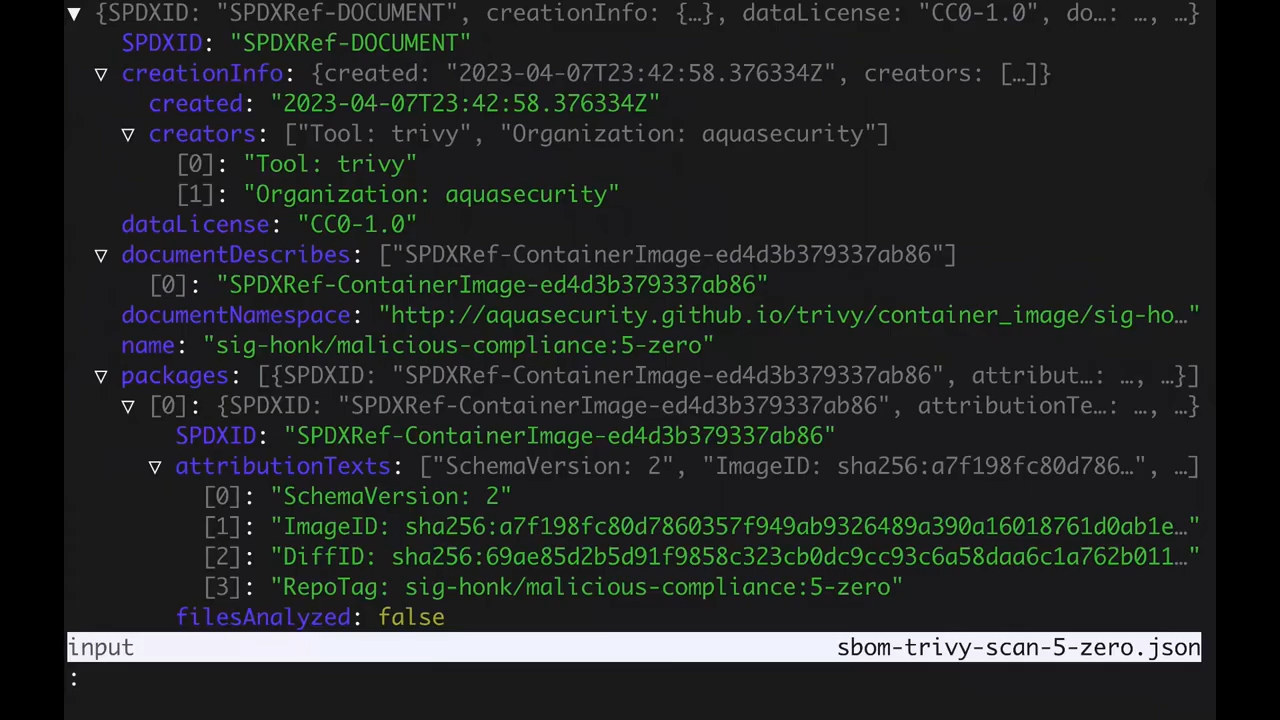 ▼ {SPDXID: "SPDXRef-DOCUMENT", creationInfo: {…}, dataLicense: "CC0-1.0", do…: …, …}
SPDXID: "SPDXRef-DOCUMENT"
▽ creationInfo: {created: "2023-04-07T23:42:58.376334Z", creators: […]}
created: "2023-04-07T23:42:58.376334Z"
▽ creators: ["Tool: trivy", "Organization: aquasecurity"]
[0]: "Tool: trivy"
[1]: "Organization: aquasecurity"
dataLicense: "CC0-1.0"
▽ documentDescribes: ["SPDXRef-ContainerImage-ed4d3b379337ab86"]
[0]: "SPDXRef-ContainerImage-ed4d3b379337ab86"
documentNamespace: "http://aquasecurity.github.io/trivy/container_image/sig-ho…"
name: "sig-honk/malicious-compliance:5-zero"
▽ packages: [{SPDXID: "SPDXRef-ContainerImage-ed4d3b379337ab86", attribut…: …, …}]
▽ [0]: {SPDXID: "SPDXRef-ContainerImage-ed4d3b379337ab86", attributionTe…: …, …}
SPDXID: "SPDXRef-ContainerImage-ed4d3b379337ab86"
▽ attributionTexts: ["SchemaVersion: 2", "ImageID: sha256:a7f198fc80d786…", …]
[0]: "SchemaVersion: 2"
[1]: "ImageID: sha256:a7f198fc80d7860357f949ab9326489a390a16018761d0ab1e…"
[2]: "DiffID: sha256:69ae85d2b5d91f9858c323cb0dc9cc93c6a58daa6c1a762b011…"
[3]: "RepoTag: sig-honk/malicious-compliance:5-zero"
filesAnalyzed: false
input sbom-trivy-scan-5-zero.json
: